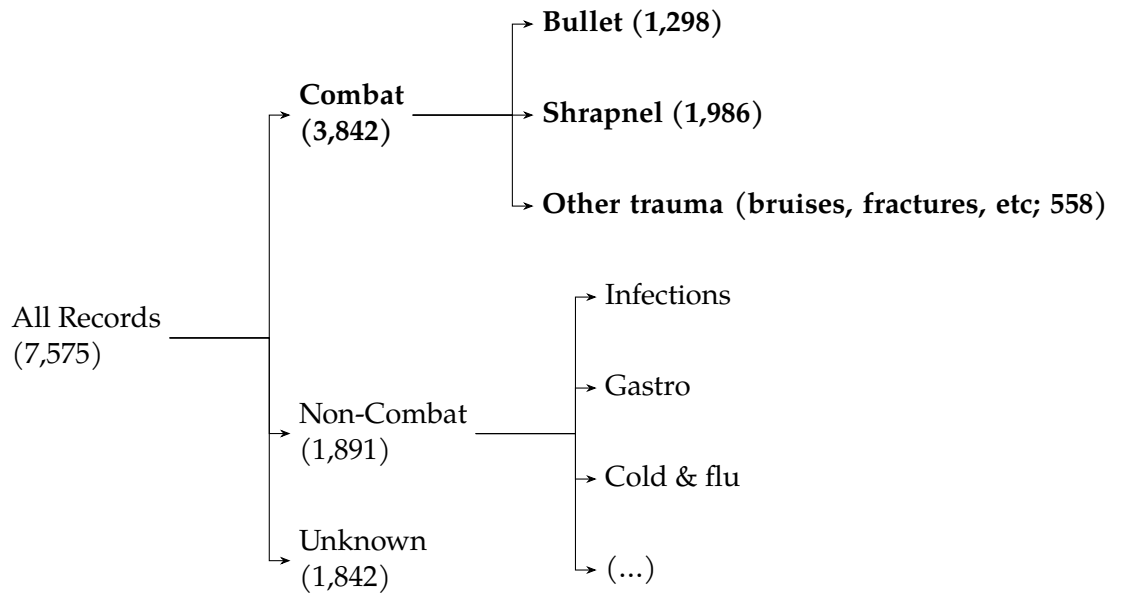 All Records
(7,575)
Combat
(3,842)
Bullet (1,298)
Shrapnel (1,986)
Other trauma (bruises, fractures, etc; 558)
Non-Combat
(1,891)
Infections
Gastro
Cold & flu
(...)
Unknown
(1,842)